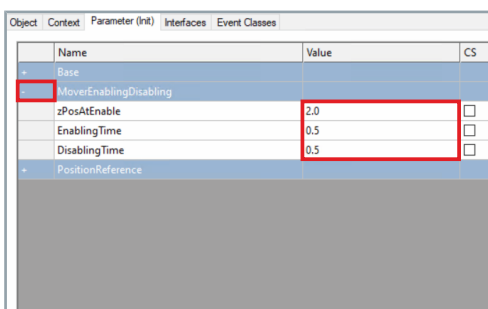 Object Context Parameter (Init) Interfaces Event Classes
Name Value CS
+ Base
- MoverEnablingDisabling
zPosAtEnable 2.0
EnablingTime 0.5
DisablingTime 0.5
+ PositionReference